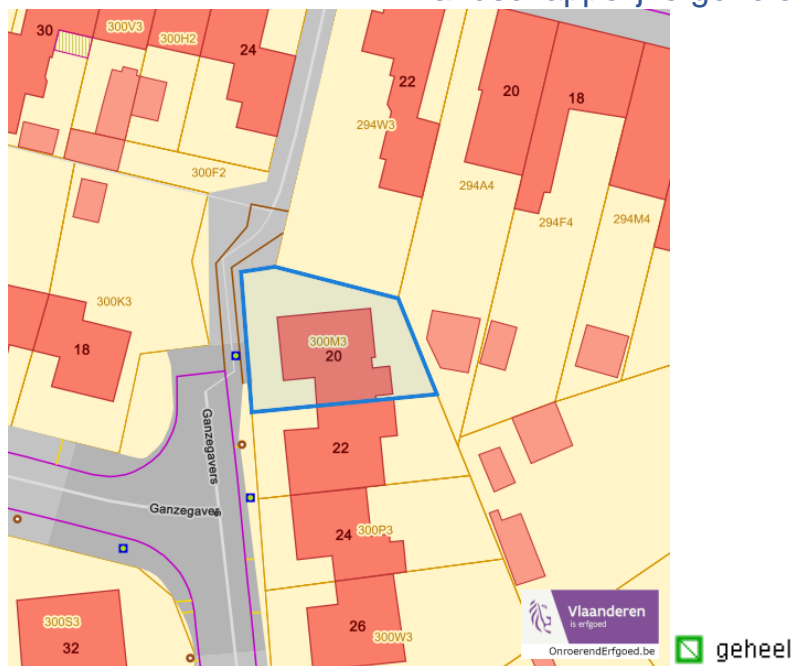 30
300V3
300H2
24
22
20
18
294W3
300F2
294A4
294F4
294M4
300K3
18
300M3
20
Ganzegavers
22
Ganzegavers
24 300P3
26
300W3
300S3
32
Vlaanderen
is erfgoed
OnroerendErfgoed.be
geheel